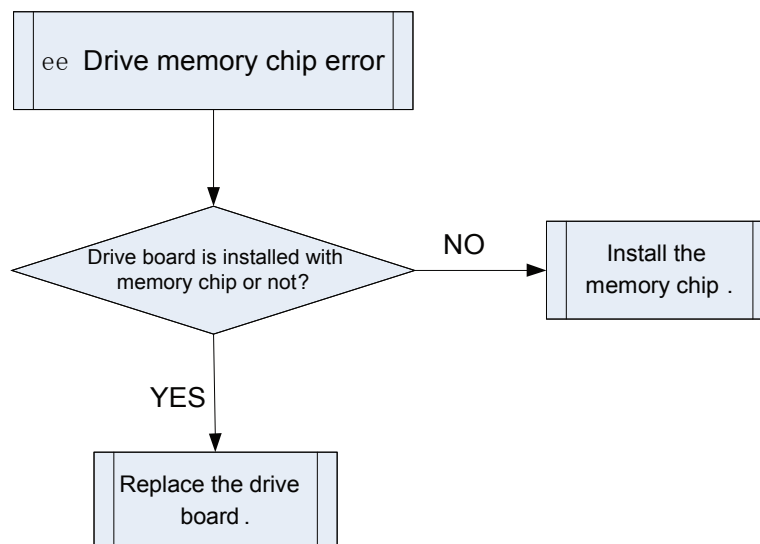 ee Drive memory chip error
Drive board is installed with
memory chip or not?
NO
Install the
memory chip .
YES
Replace the drive
board .